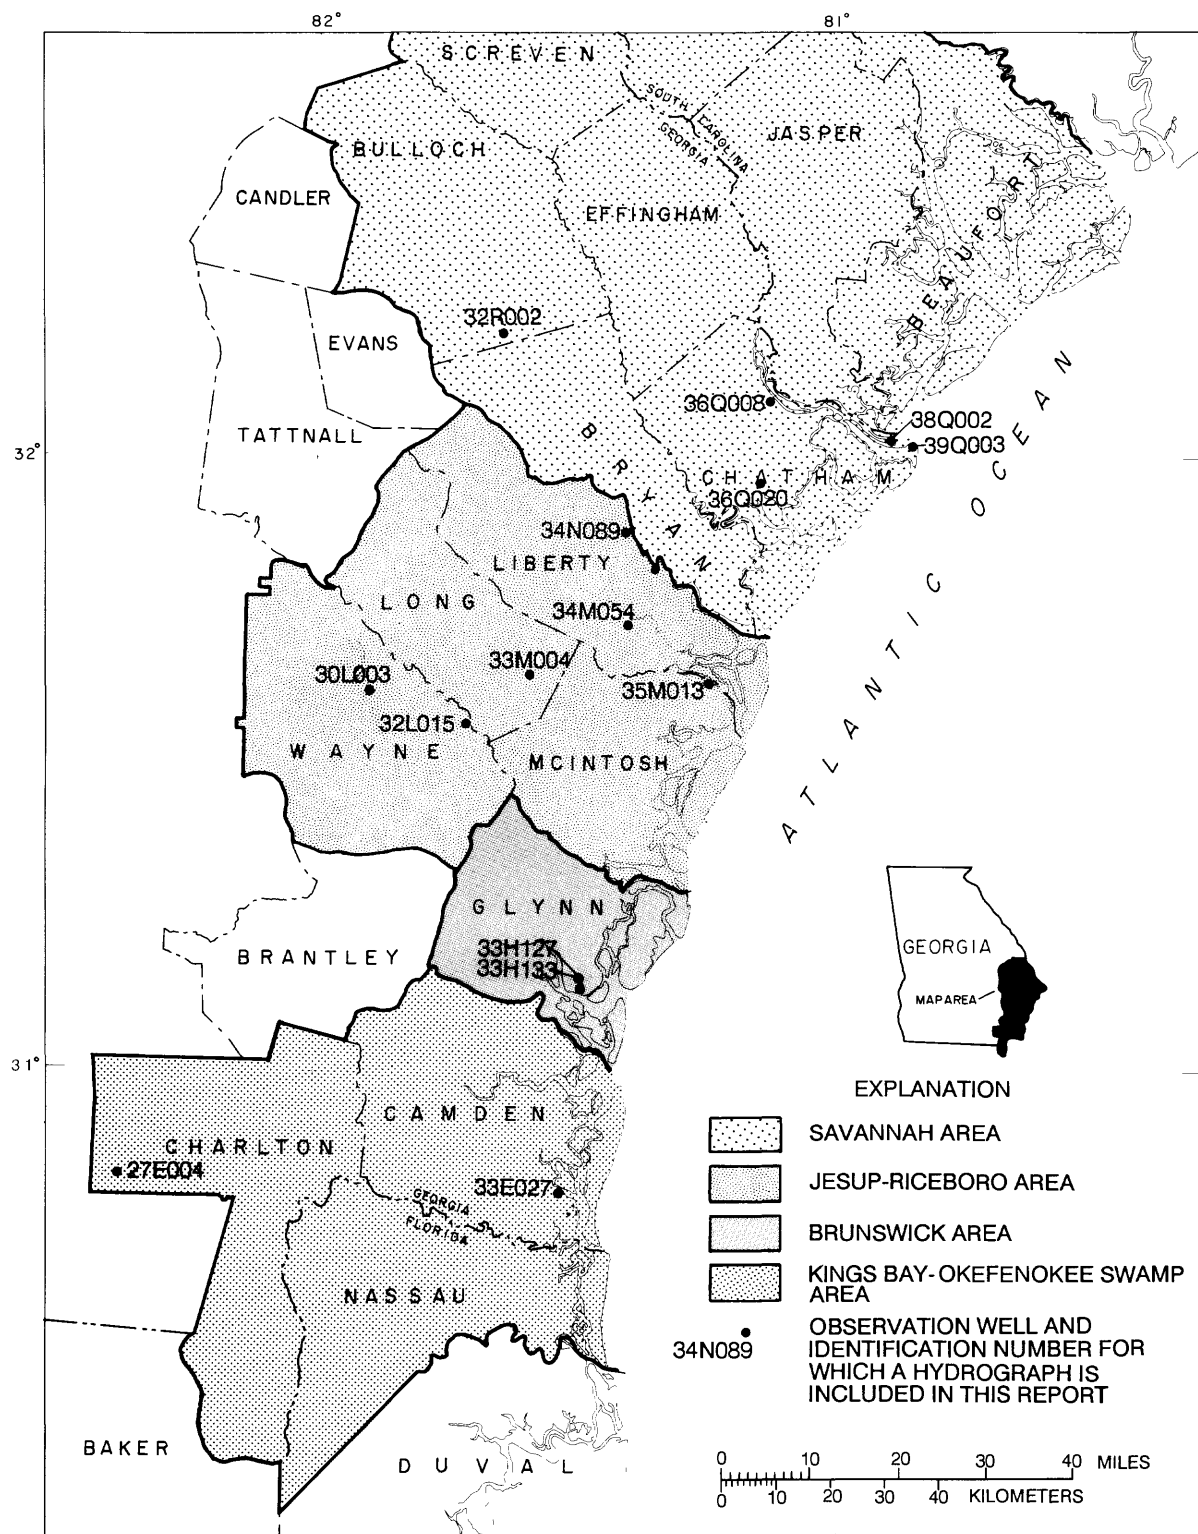 82°
81°
SCREVEN
SOUTH CAROLINA
GEORGIA
JASPER
BULLOCH
CANDLER
EFFINGHAM
BEAUFORT
32R002
EVANS
36Q008
38Q002
39Q003
TATTNALL
32°
BRYAN
CHATHAM
36Q020
ATLANTIC OCEAN
34N089
LIBERTY
LONG
34M054
33M004
30L003
35M013
32L015
WAYNE
MCINTOSH
GLYNN
33H127
33H133
BRANTLEY
GEORGIA
MAP AREA
31°
CAMDEN
CHARLTON
27E004
33E027
GEORGIA
FLORIDA
NASSAU
BAKER
DUVAL
EXPLANATION
SAVANNAH AREA
JESUP-RICEBORO AREA
BRUNSWICK AREA
KINGS BAY-OKEFENOKEE SWAMP
AREA
34N089
OBSERVATION WELL AND
IDENTIFICATION NUMBER FOR
WHICH A HYDROGRAPH IS
INCLUDED IN THIS REPORT
0 10 20 30 40 MILES
0 10 20 30 40 KILOMETERS